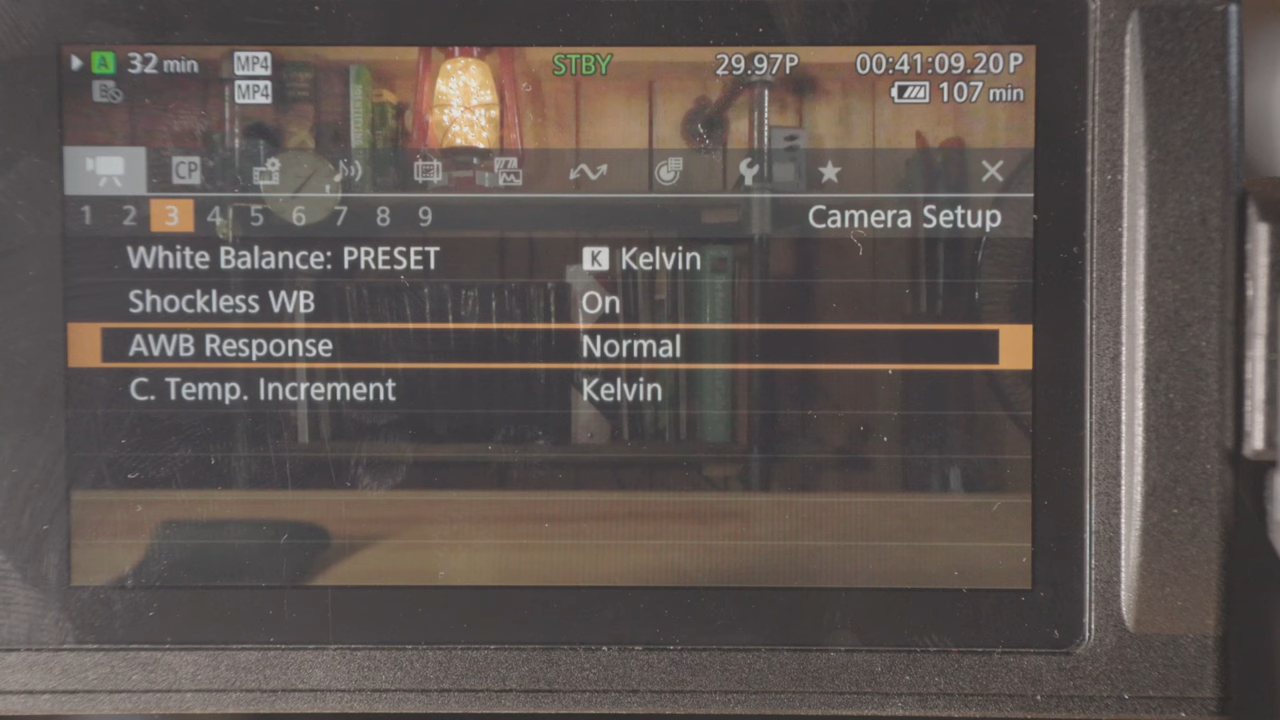 A 32 min MP4 STBY 29.97P 00:41:09.20 P
B MP4 107 min
CP
1 2 3 4 5 6 7 8 9 Camera Setup
White Balance: PRESET K Kelvin
Shockless WB On
AWB Response Normal
C. Temp. Increment Kelvin